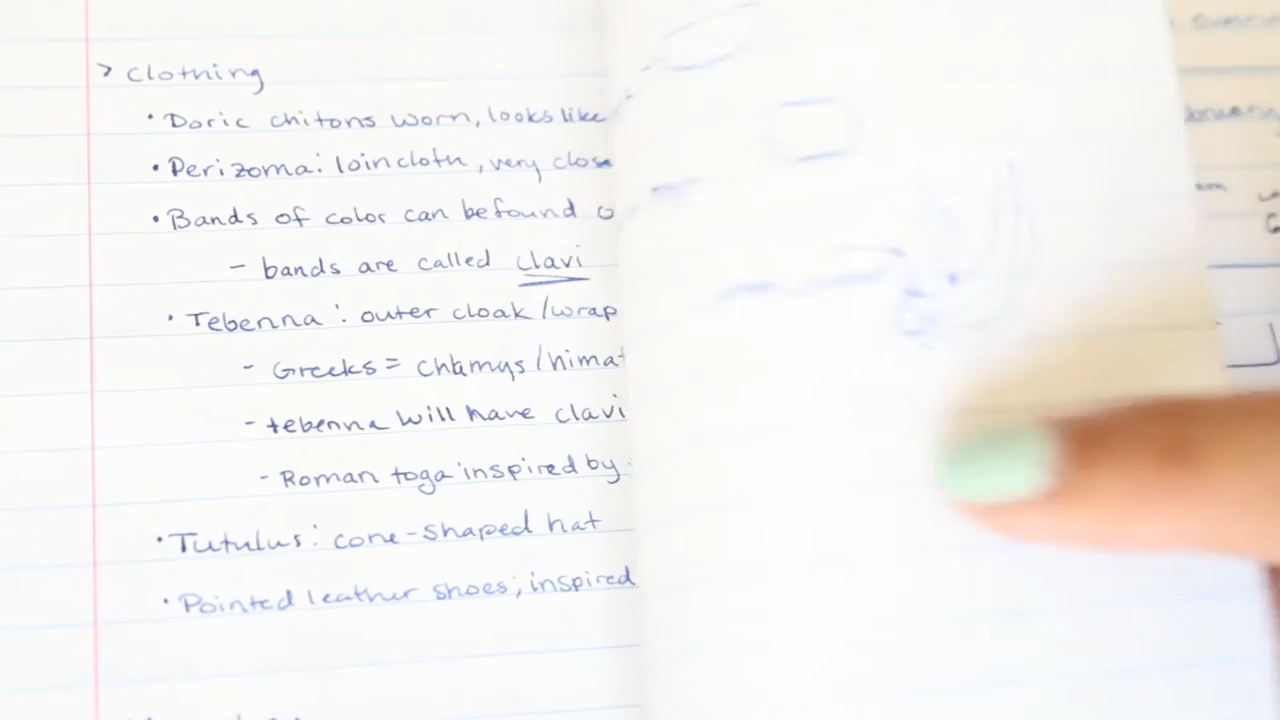 > Clothing
• Doric chitons worn, looks like
• Perizoma: loincloth, very close
• Bands of color can be found
- bands are called clavi
• Tebenna: outer cloak/wrap
- Greeks = chlamys/himat
- tebenna will have clavi
- Roman toga inspired by
• Tutulus: cone-shaped hat
• Pointed leather shoes; inspired